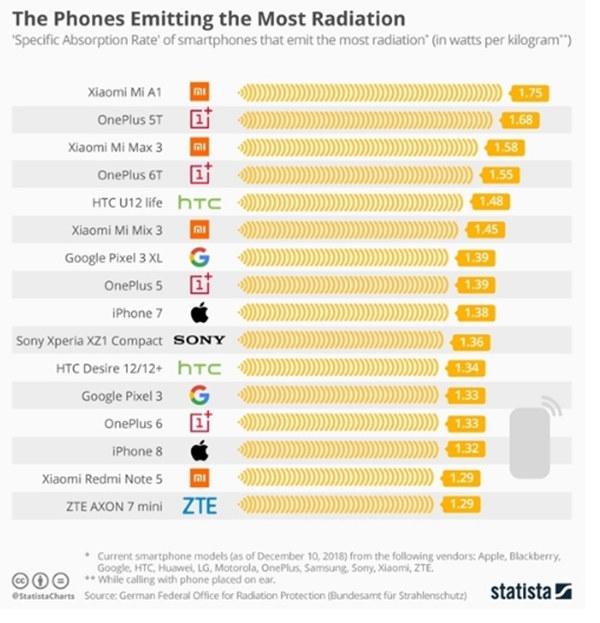 The Phones Emitting the Most Radiation
'Specific Absorption Rate' of smartphones that emit the most radiation* (in watts per kilogram**)
Xiaomi Mi A1 mi 1.75
OnePlus 5T 1+ 1.68
Xiaomi Mi Max 3 mi 1.58
OnePlus 6T 1+ 1.55
HTC U12 life hTC 1.48
Xiaomi Mi Mix 3 mi 1.45
Google Pixel 3 XL G 1.39
OnePlus 5 1+ 1.39
iPhone 7 1.38
Sony Xperia XZ1 Compact SONY 1.36
HTC Desire 12/12+ hTC 1.34
Google Pixel 3 G 1.33
OnePlus 6 1+ 1.33
iPhone 8 1.32
Xiaomi Redmi Note 5 mi 1.29
ZTE AXON 7 mini ZTE 1.29
* Current smartphone models (as of December 10, 2018) from the following vendors: Apple, Blackberry,
Google, HTC, Huawei, LG, Motorola, OnePlus, Samsung, Sony, Xiaomi, ZTE.
** While calling with phone placed on ear.
@StatistaCharts Source: German Federal Office for Radiation Protection (Bundesamt für Strahlenschutz)
cc
statista